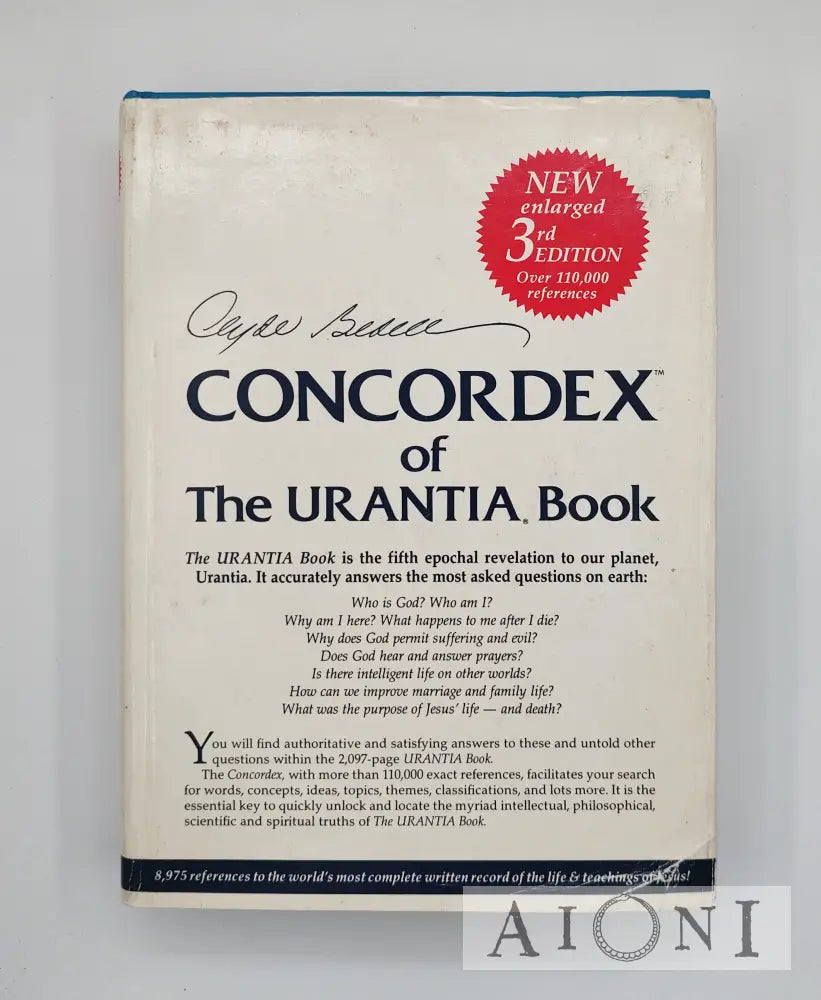 NEW
enlarged
3rd
EDITION
Over 110,000
references
Clyde Bedell
CONCORDEX™
of
The URANTIA® Book
The URANTIA Book is the fifth epochal revelation to our planet,
Urantia. It accurately answers the most asked questions on earth:
Who is God? Who am I?
Why am I here? What happens to me after I die?
Why does God permit suffering and evil?
Does God hear and answer prayers?
Is there intelligent life on other worlds?
How can we improve marriage and family life?
What was the purpose of Jesus' life — and death?
You will find authoritative and satisfying answers to these and untold other
questions within the 2,097-page URANTIA Book.
The Concordex, with more than 110,000 exact references, facilitates your search
for words, concepts, ideas, topics, themes, classifications, and lots more. It is the
essential key to quickly unlock and locate the myriad intellectual, philosophical,
scientific and spiritual truths of The URANTIA Book.
8,975 references to the world's most complete written record of the life & teachings of Jesus!
AIONI